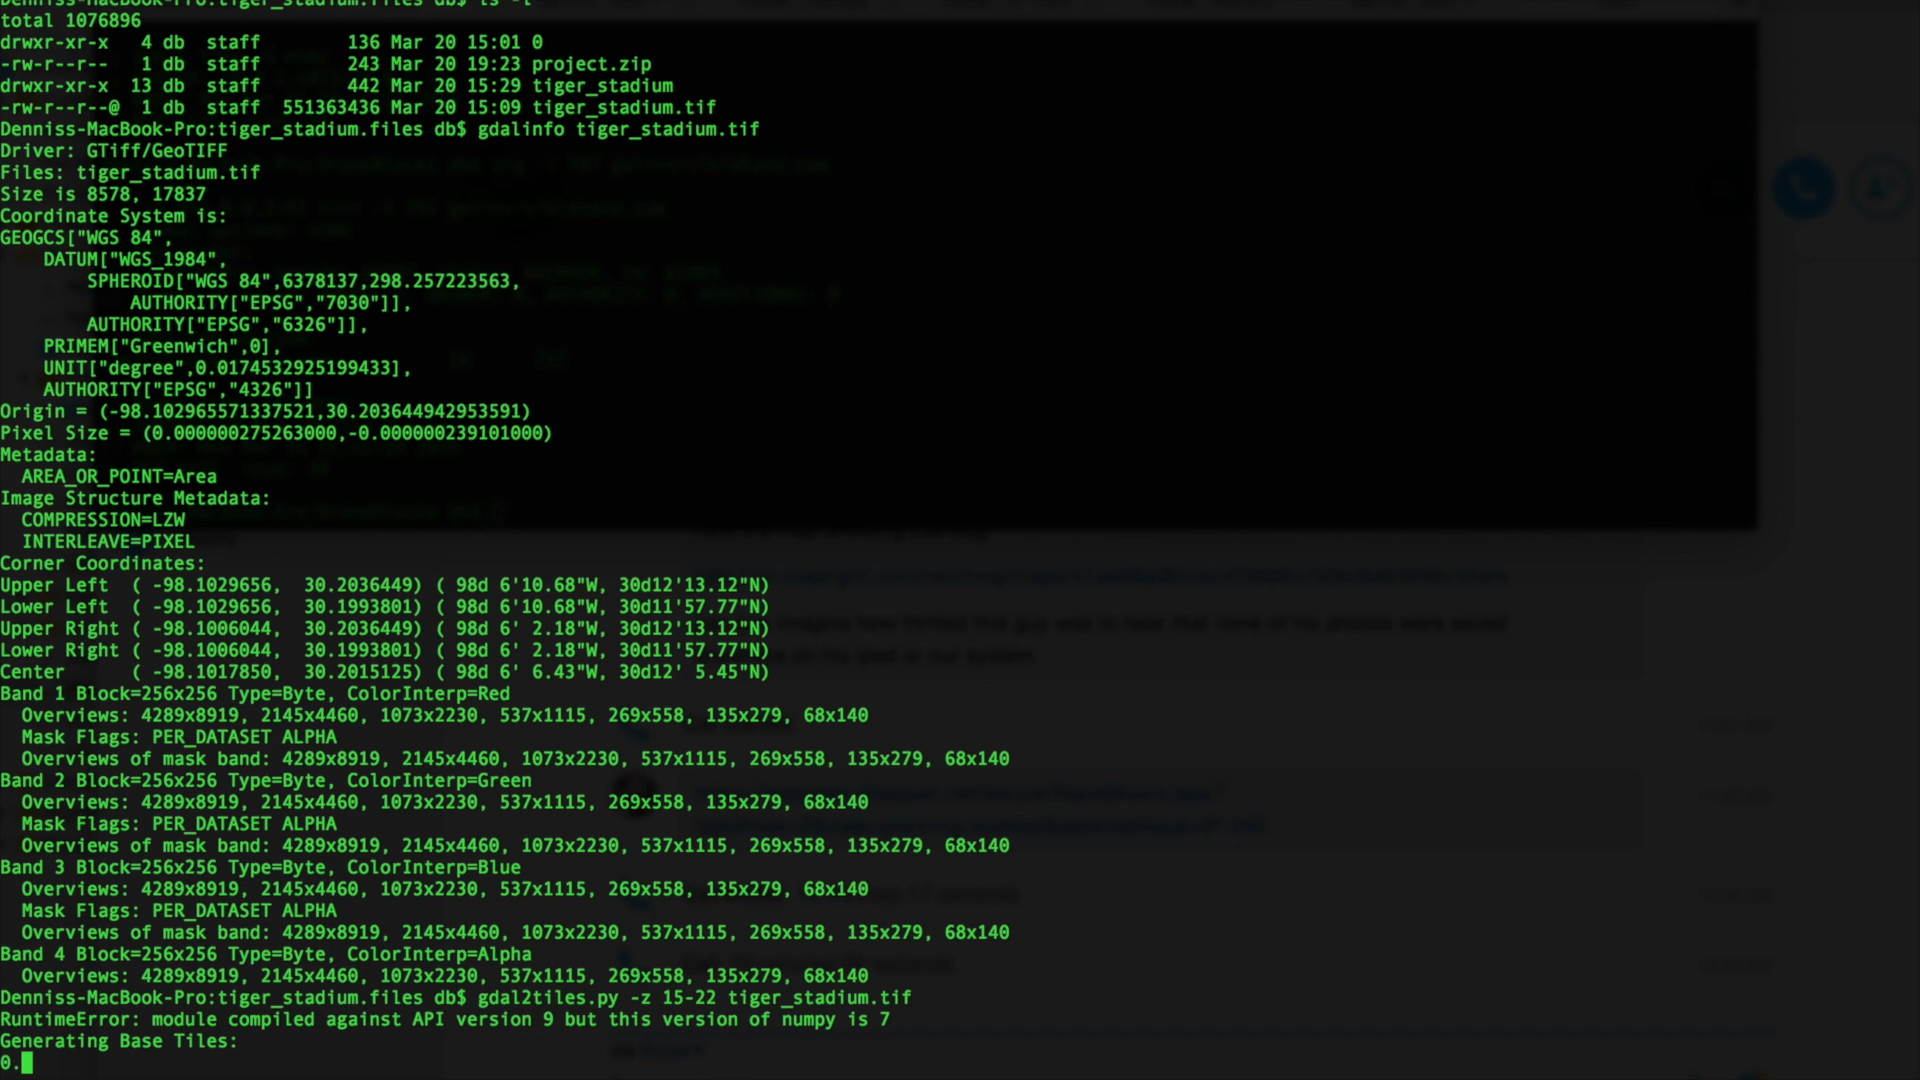 Denniss-MacBook-Pro:tiger_stadium.files db$ ls -l
total 1076896
drwxr-xr-x   4 db  staff        136 Mar 20 15:01 0
-rw-r--r--   1 db  staff        243 Mar 20 19:23 project.zip
drwxr-xr-x  13 db  staff        442 Mar 20 15:29 tiger_stadium
-rw-r--r--@  1 db  staff  551363436 Mar 20 15:09 tiger_stadium.tif
Denniss-MacBook-Pro:tiger_stadium.files db$ gdalinfo tiger_stadium.tif
Driver: GTiff/GeoTIFF
Files: tiger_stadium.tif
Size is 8578, 17837
Coordinate System is:
GEOGCS["WGS 84",
    DATUM["WGS_1984",
        SPHEROID["WGS 84",6378137,298.257223563,
            AUTHORITY["EPSG","7030"]],
        AUTHORITY["EPSG","6326"]],
    PRIMEM["Greenwich",0],
    UNIT["degree",0.0174532925199433],
    AUTHORITY["EPSG","4326"]]
Origin = (-98.102965571337521,30.203644942953591)
Pixel Size = (0.000000275263000,-0.000000239101000)
Metadata:
  AREA_OR_POINT=Area
Image Structure Metadata:
  COMPRESSION=LZW
  INTERLEAVE=PIXEL
Corner Coordinates:
Upper Left  ( -98.1029656,  30.2036449) ( 98d 6'10.68"W, 30d12'13.12"N)
Lower Left  ( -98.1029656,  30.1993801) ( 98d 6'10.68"W, 30d11'57.77"N)
Upper Right ( -98.1006044,  30.2036449) ( 98d 6' 2.18"W, 30d12'13.12"N)
Lower Right ( -98.1006044,  30.1993801) ( 98d 6' 2.18"W, 30d11'57.77"N)
Center      ( -98.1017850,  30.2015125) ( 98d 6' 6.43"W, 30d12' 5.45"N)
Band 1 Block=256x256 Type=Byte, ColorInterp=Red
  Overviews: 4289x8919, 2145x4460, 1073x2230, 537x1115, 269x558, 135x279, 68x140
  Mask Flags: PER_DATASET ALPHA
  Overviews of mask band: 4289x8919, 2145x4460, 1073x2230, 537x1115, 269x558, 135x279, 68x140
Band 2 Block=256x256 Type=Byte, ColorInterp=Green
  Overviews: 4289x8919, 2145x4460, 1073x2230, 537x1115, 269x558, 135x279, 68x140
  Mask Flags: PER_DATASET ALPHA
  Overviews of mask band: 4289x8919, 2145x4460, 1073x2230, 537x1115, 269x558, 135x279, 68x140
Band 3 Block=256x256 Type=Byte, ColorInterp=Blue
  Overviews: 4289x8919, 2145x4460, 1073x2230, 537x1115, 269x558, 135x279, 68x140
  Mask Flags: PER_DATASET ALPHA
  Overviews of mask band: 4289x8919, 2145x4460, 1073x2230, 537x1115, 269x558, 135x279, 68x140
Band 4 Block=256x256 Type=Byte, ColorInterp=Alpha
  Overviews: 4289x8919, 2145x4460, 1073x2230, 537x1115, 269x558, 135x279, 68x140
Denniss-MacBook-Pro:tiger_stadium.files db$ gdal2tiles.py -z 15-22 tiger_stadium.tif
RuntimeError: module compiled against API version 9 but this version of numpy is 7
Generating Base Tiles:
0.